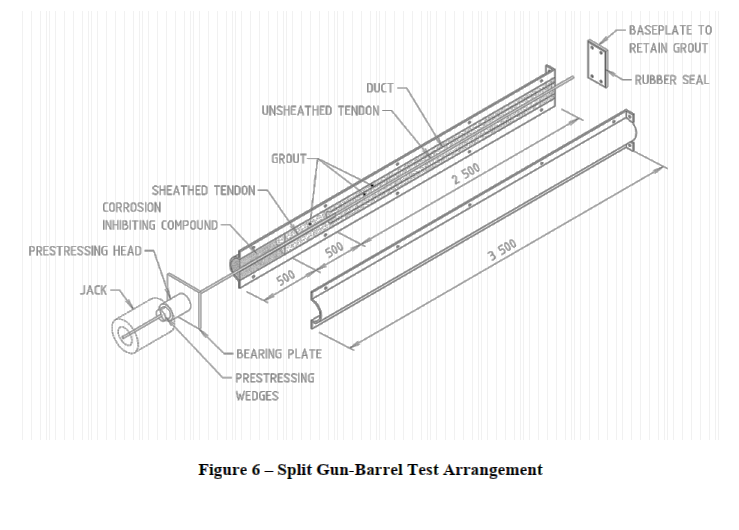 BASEPLATE TO
RETAIN GROUT
RUBBER SEAL
DUCT
UNSHEATHED TENDON
GROUT
2 500
SHEATHED TENDON
CORROSION
INHIBITING COMPOUND
PRESTRESSING HEAD
500
500
3 500
JACK
BEARING PLATE
PRESTRESSING
WEDGES
Figure 6 – Split Gun-Barrel Test Arrangement